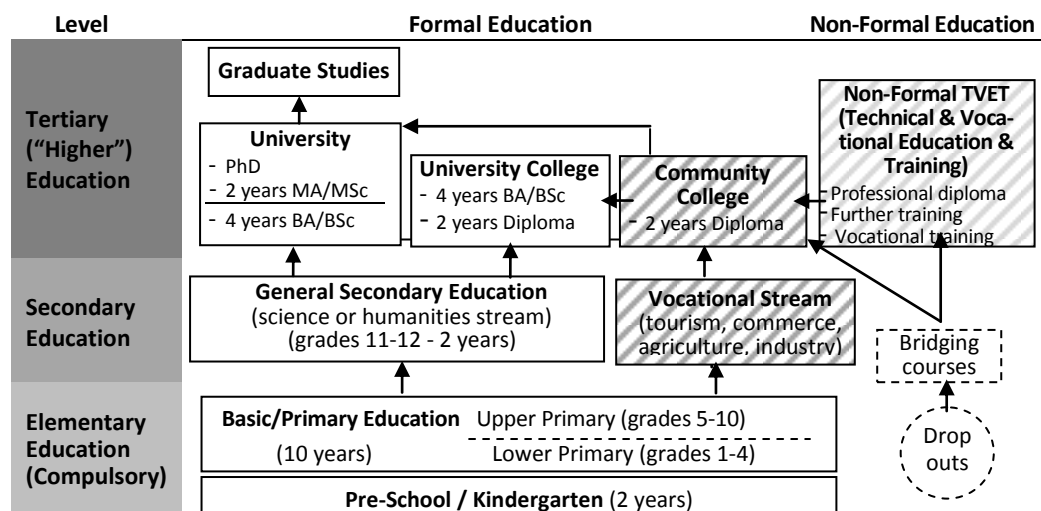 Level
Formal Education
Non-Formal Education
Tertiary
("Higher")
Education
Graduate Studies
University
- PhD
- 2 years MA/MSc
- 4 years BA/BSc
University College
- 4 years BA/BSc
- 2 years Diploma
Community
College
- 2 years Diploma
Non-Formal TVET
(Technical & Voca-
tional Education &
Training)
- Professional diploma
- Further training
- Vocational training
Secondary
Education
General Secondary Education
(science or humanities stream)
(grades 11-12 - 2 years)
Vocational Stream
(tourism, commerce,
agriculture, industry)
Bridging
courses
Elementary
Education
(Compulsory)
Basic/Primary Education
(10 years)
Upper Primary (grades 5-10)
Lower Primary (grades 1-4)
Drop
outs
Pre-School / Kindergarten (2 years)